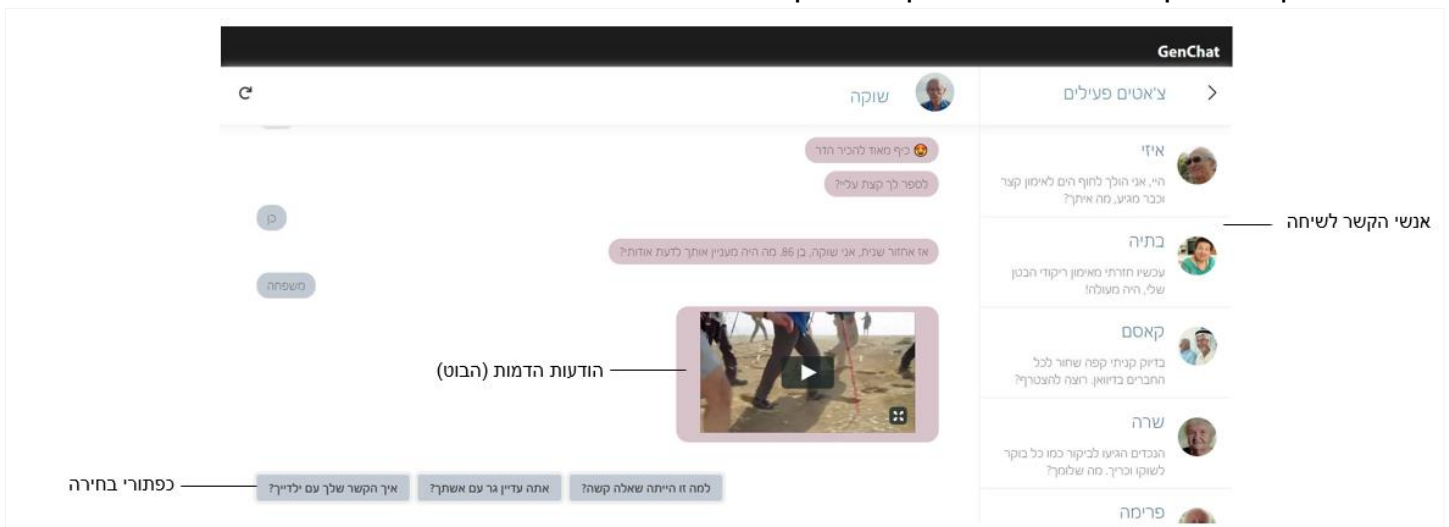 GenChat
צ'אטים פעילים
איזי
היי, אני הולך לחוף הים לאימון קצר
וכבר מגיע, מה איתך?
בתיה
עכשיו חזרתי מאימון ריקודי הבטן
שלי, היה מעולה!
קאסם
בדיוק קניתי קפה שחור לכל
החברים בדיוואן. רוצה להצטרף?
שרה
הנכדים הגיעו לביקור כמו כל בוקר
לשוקו וכריך. מה שלומך?
פרימה
אנשי הקשר לשיחה
שוקה
כיף מאוד להכיר הדר
לספר לך קצת עליי?
כן
אז אחזור שנית, אני שוקה, בן 86. מה היה מעניין אותך לדעת אודותי?
משפחה
הודעות הדמות (הבוט)
למה זו הייתה שאלה קשה?
אתה עדיין גר עם אשתך?
איך הקשר שלך עם ילדייך?
כפתורי בחירה